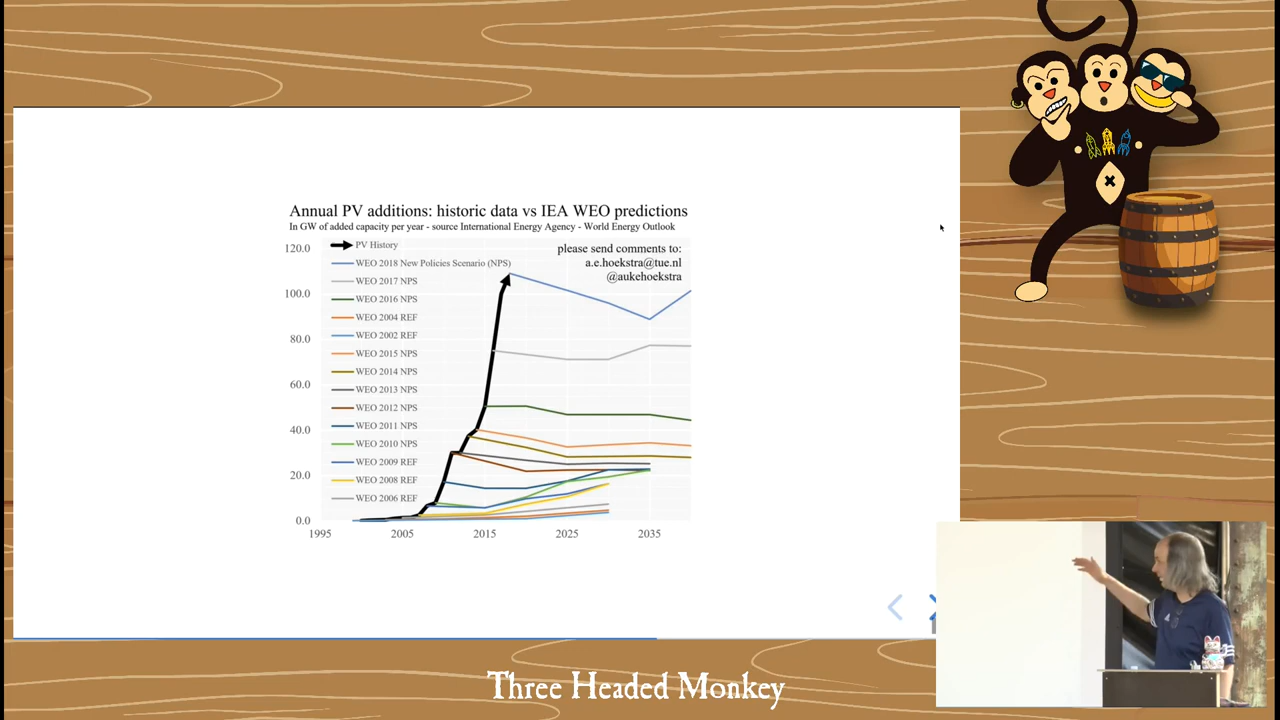 Annual PV additions: historic data vs IEA WEO predictions
In GW of added capacity per year - source International Energy Agency - World Energy Outlook
120.0
100.0
80.0
60.0
40.0
20.0
0.0
PV History
WEO 2018 New Policies Scenario (NPS)
WEO 2017 NPS
WEO 2016 NPS
WEO 2004 REF
WEO 2002 REF
WEO 2015 NPS
WEO 2014 NPS
WEO 2013 NPS
WEO 2012 NPS
WEO 2011 NPS
WEO 2010 NPS
WEO 2009 REF
WEO 2008 REF
WEO 2006 REF
please send comments to:
a.e.hoekstra@tue.nl
@aukehoekstra
1995 2005 2015 2025 2035
Three Headed Monkey